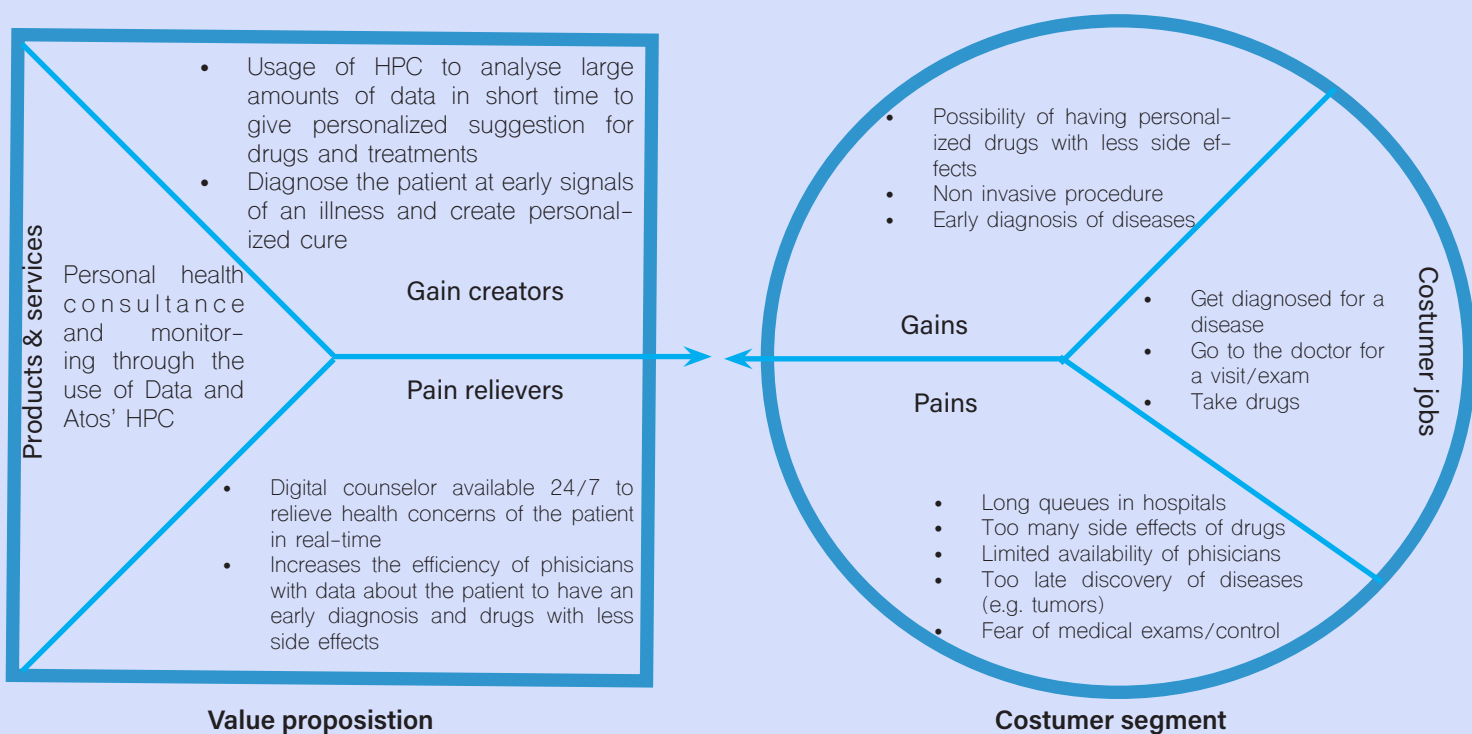 • Usage of HPC to analyse large
amounts of data in short time to
give personalized suggestion for
drugs and treatments
• Diagnose the patient at early signals
of an illness and create personal-
ized cure
Gain creators
Products & services
Personal health
consultance
and monitor-
ing through the
use of Data and
Atos’ HPC
Pain relievers
• Digital counselor available 24/7 to
relieve health concerns of the patient
in real-time
• Increases the efficiency of phisicians
with data about the patient to have an
early diagnosis and drugs with less
side effects
Value proposistion
• Possibility of having personal-
ized drugs with less side ef-
fects
• Non invasive procedure
• Early diagnosis of diseases
Gains
Pains
• Get diagnosed for a
disease
• Go to the doctor for
a visit/exam
• Take drugs
Costumer jobs
• Long queues in hospitals
• Too many side effects of drugs
• Limited availability of phisicians
• Too late discovery of diseases
(e.g. tumors)
• Fear of medical exams/control
Costumer segment